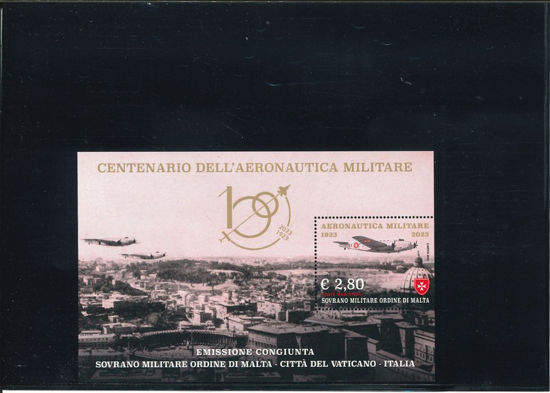 CENTENARIO DELL'AERONAUTICA MILITARE
100
2023
1923
AERONAUTICA MILITARE
1923 2023
€ 2,80
SOVRANO MILITARE ORDINE DI MALTA
EMISSIONE CONGIUNTA
SOVRANO MILITARE ORDINE DI MALTA - CITTÀ DEL VATICANO - ITALIA